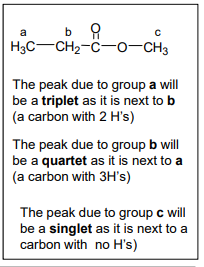 a b O c
H₃C—CH₂—C—O—CH₃
The peak due to group a will
be a triplet as it is next to b
(a carbon with 2 H's)
The peak due to group b will
be a quartet as it is next to a
(a carbon with 3H's)
The peak due to group c will
be a singlet as it is next to a
carbon with no H's)